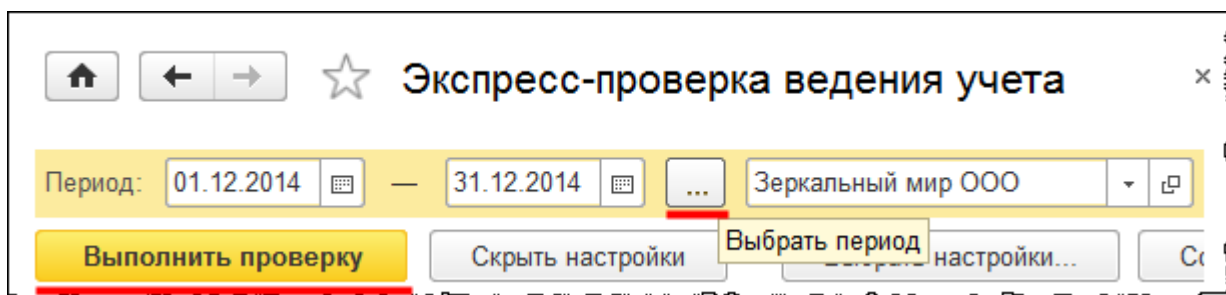 Экспресс-проверка ведения учета
Период: 01.12.2014 — 31.12.2014 ... Зеркальный мир ООО
Выполнить проверку Скрыть настройки Выбрать период настройки...